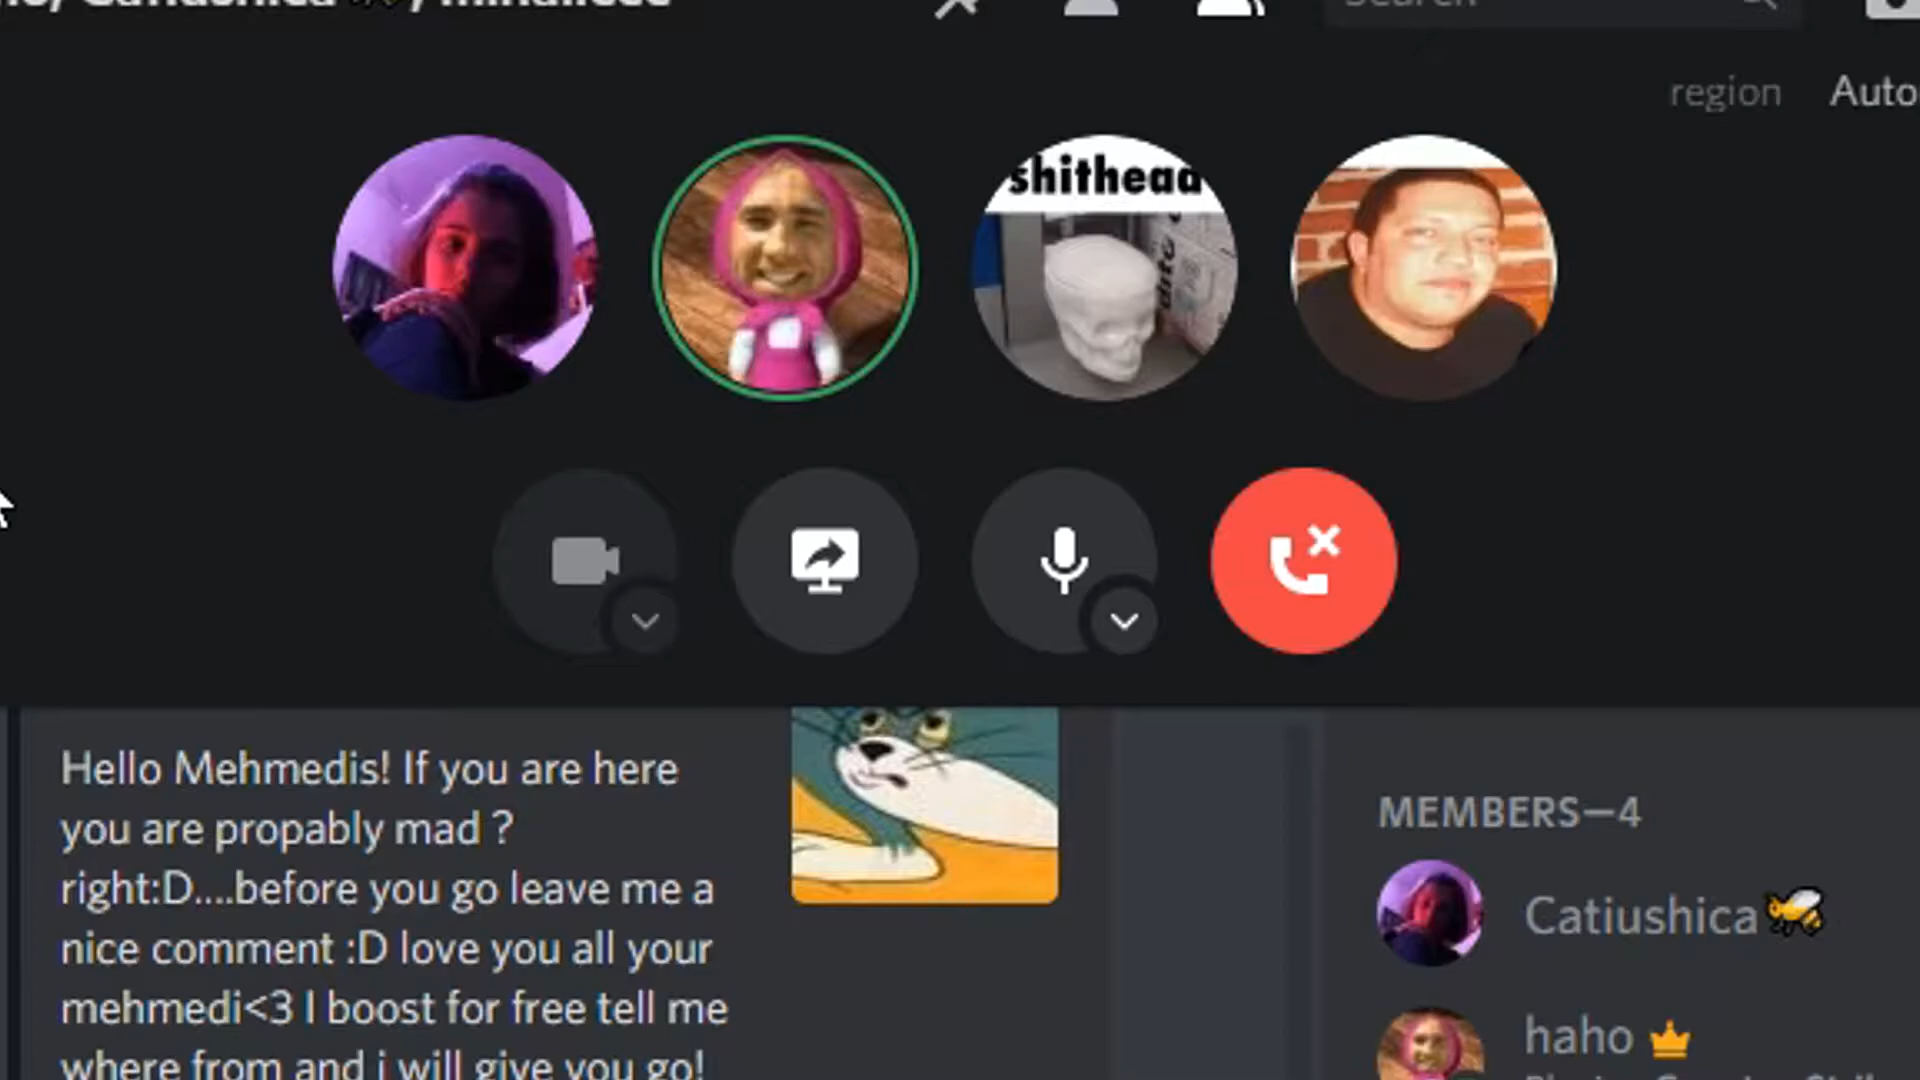 region Auto
shithead
Hello Mehmedis! If you are here
you are propably mad ?
right:D....before you go leave me a
nice comment :D love you all your
mehmedi<3 I boost for free tell me
where from and i will give you go!
MEMBERS—4
Catiushica
haho